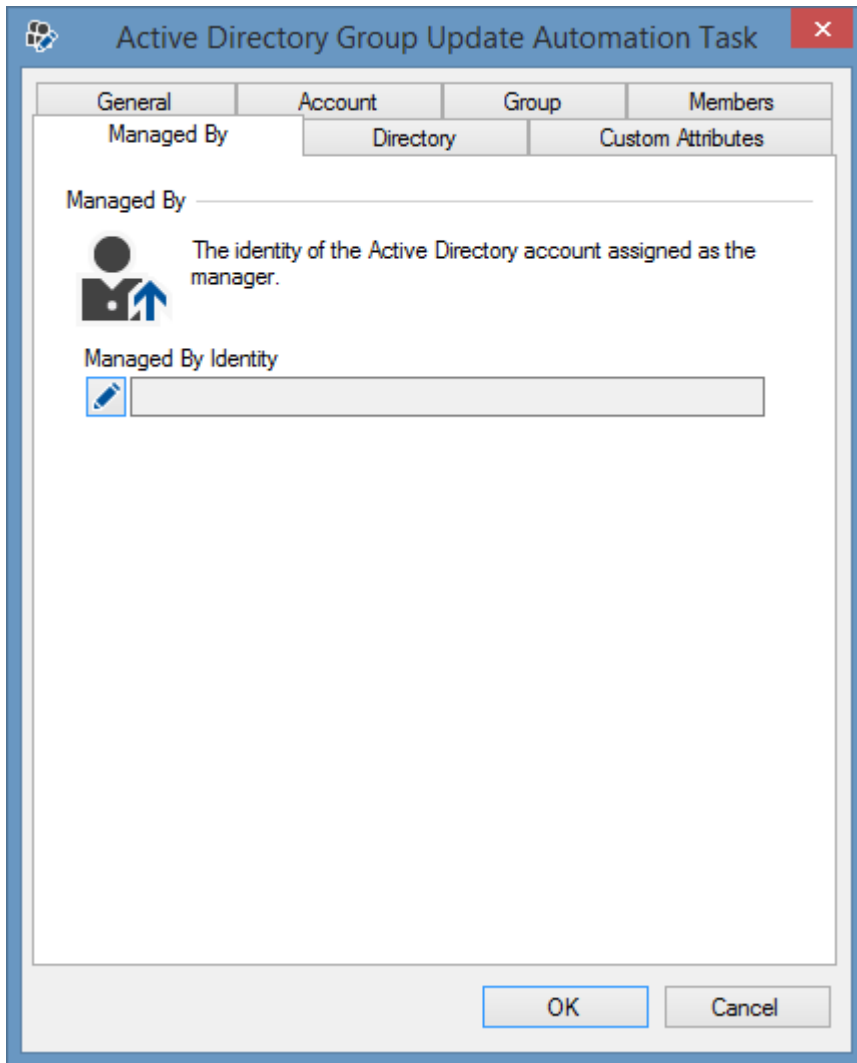 Active Directory Group Update Automation Task
General Account Group Members
Managed By Directory Custom Attributes
Managed By
The identity of the Active Directory account assigned as the
manager.
Managed By Identity
OK Cancel